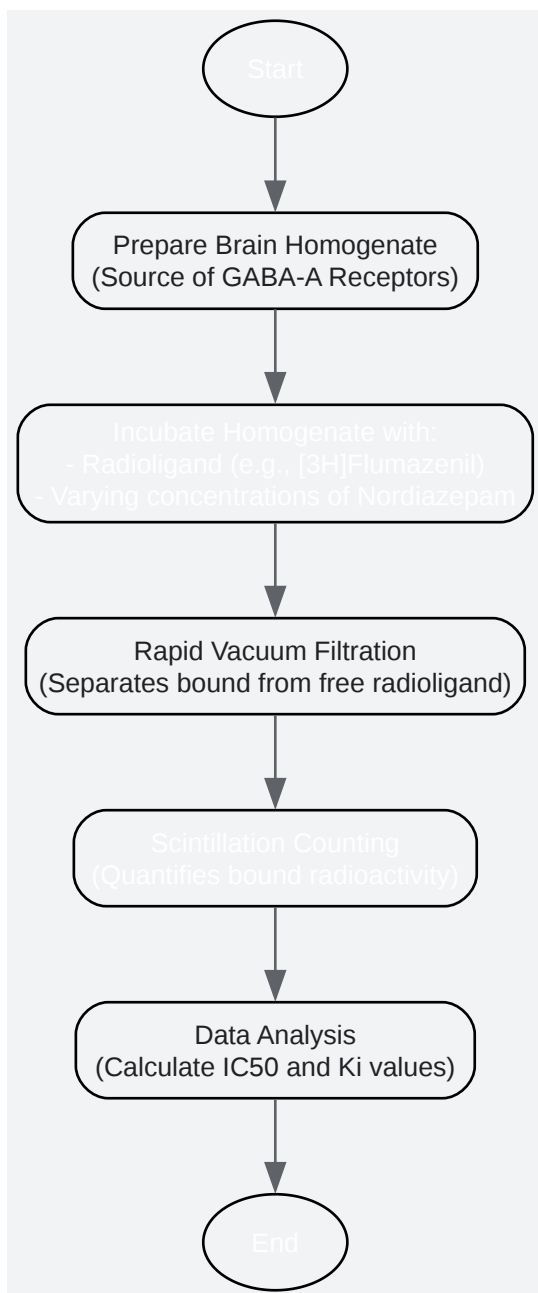 Start
Prepare Brain Homogenate
(Source of GABA-A Receptors)
Incubate Homogenate with:
- Radioligand (e.g., [3H]Flumazenil)
- Varying concentrations of Nordiazepam
Rapid Vacuum Filtration
(Separates bound from free radioligand)
Scintillation Counting
(Quantifies bound radioactivity)
Data Analysis
(Calculate IC50 and Ki values)
End